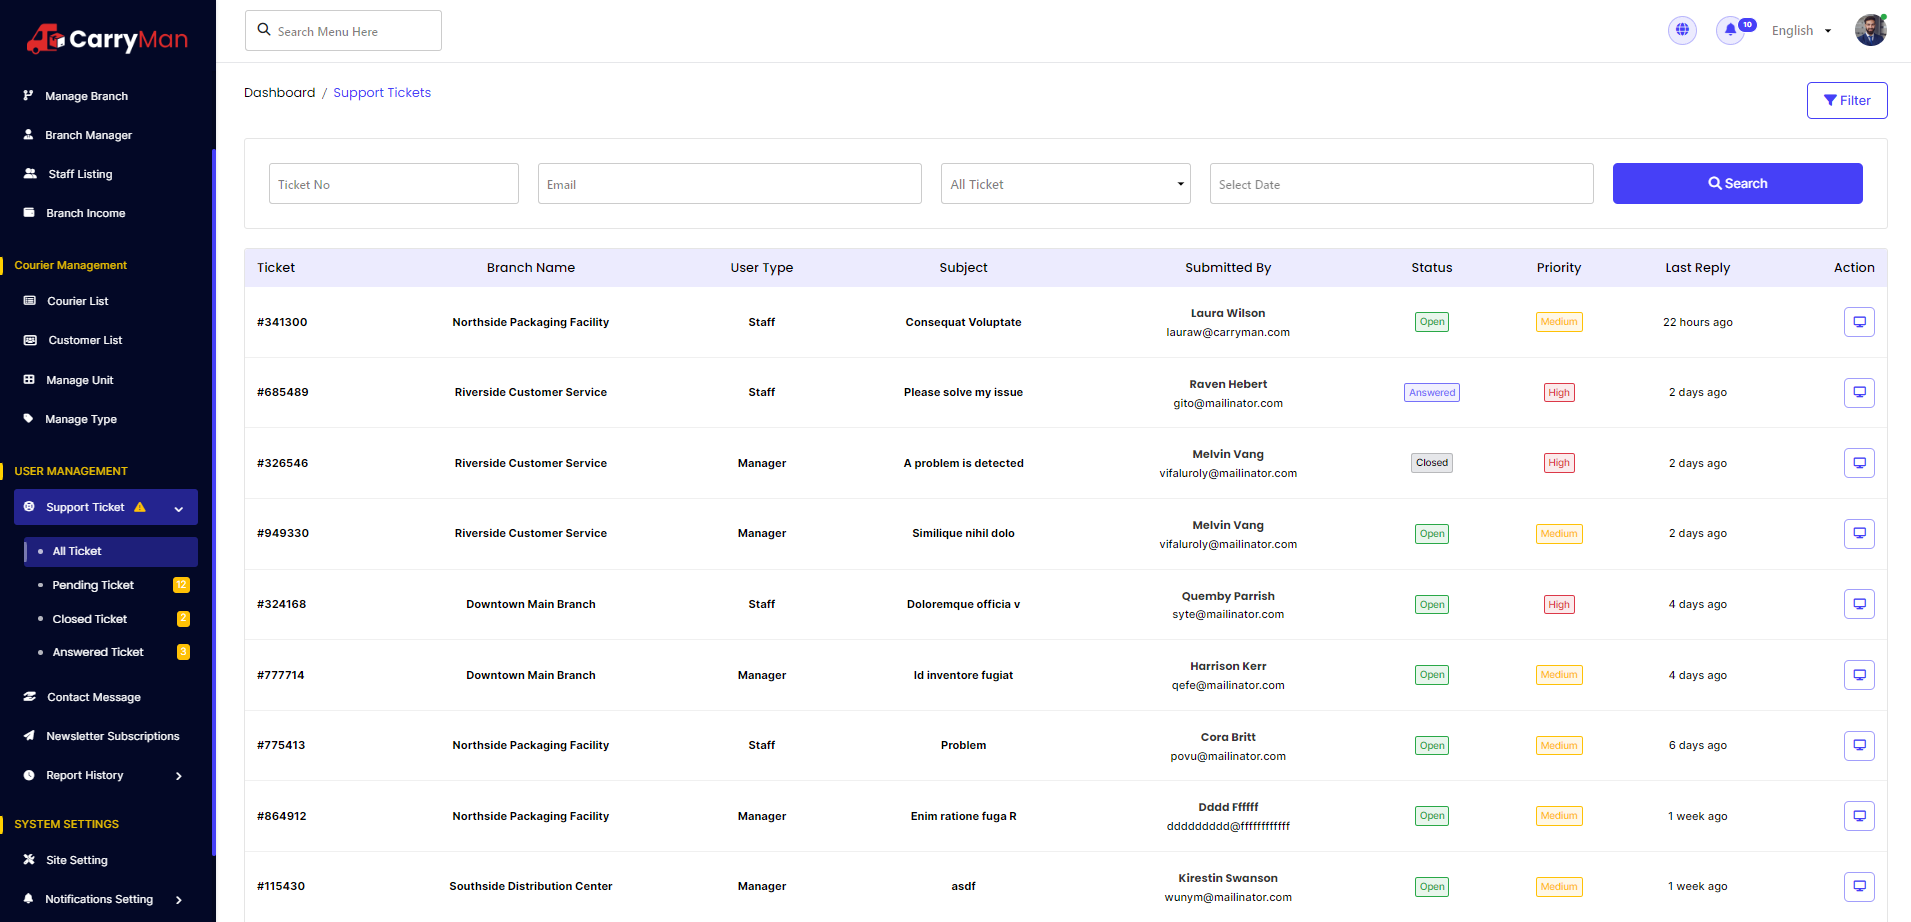 CarryMan
Search Menu Here
10
English
Manage Branch
Branch Manager
Staff Listing
Branch Income
Courier Management
Courier List
Customer List
Manage Unit
Manage Type
USER MANAGEMENT
Support Ticket
All Ticket
Pending Ticket 12
Closed Ticket 2
Answered Ticket 3
Contact Message
Newsletter Subscriptions
Report History
SYSTEM SETTINGS
Site Setting
Notifications Setting
Dashboard / Support Tickets
Filter
Ticket No
Email
All Ticket
Select Date
Search
Ticket Branch Name User Type Subject Submitted By Status Priority Last Reply Action
#341300 Northside Packaging Facility Staff Consequat Voluptate Laura Wilson Open Medium 22 hours ago
lauraw@carryman.com
#685489 Riverside Customer Service Staff Please solve my issue Raven Hebert Answered High 2 days ago
gito@mailinator.com
#326546 Riverside Customer Service Manager A problem is detected Melvin Vang Closed High 2 days ago
vifaluroly@mailinator.com
#949330 Riverside Customer Service Manager Similique nihil dolo Melvin Vang Open Medium 2 days ago
vifaluroly@mailinator.com
#324168 Downtown Main Branch Staff Doloremque officia v Quemby Parrish Open High 4 days ago
syte@mailinator.com
#777714 Downtown Main Branch Manager Id inventore fugiat Harrison Kerr Open Medium 4 days ago
qefe@mailinator.com
#775413 Northside Packaging Facility Staff Problem Cora Britt Open Medium 6 days ago
povu@mailinator.com
#864912 Northside Packaging Facility Manager Enim ratione fuga R Dddd Ffffff Open Medium 1 week ago
ddddddddd@ffffffffffff
#115430 Southside Distribution Center Manager asdf Kirestin Swanson Open Medium 1 week ago
wunym@mailinator.com